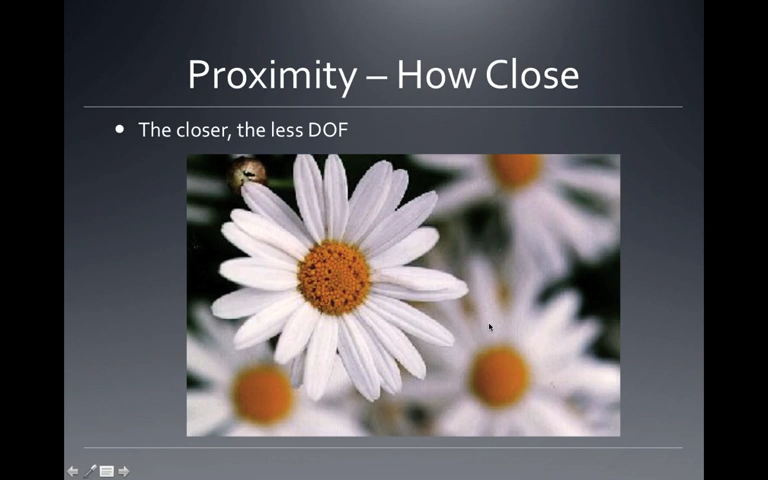 Proximity – How Close
• The closer, the less DOF